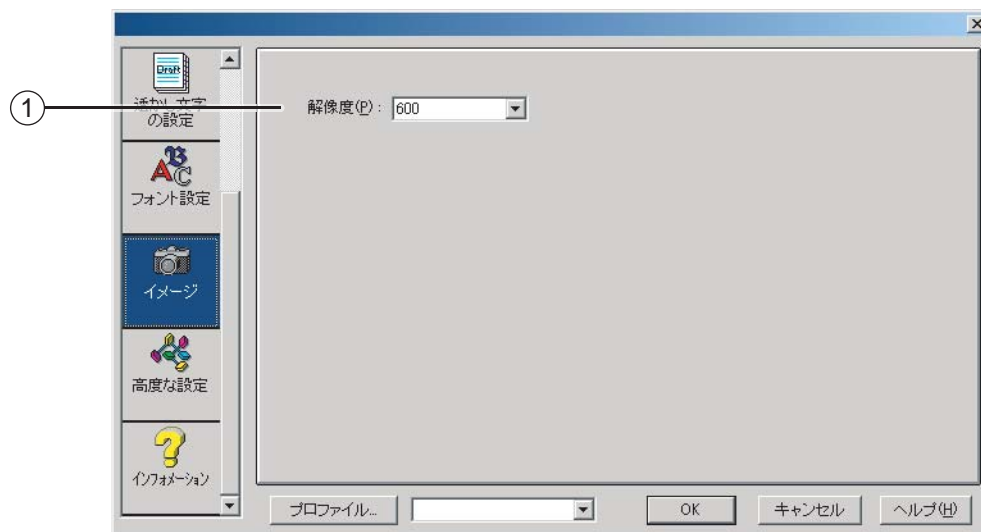 Draft
透かし文字
の設定
①
解像度(P):
600
フォント設定
イメージ
高度な設定
インフォメーション
プロファイル...
OK
キャンセル
ヘルプ(H)